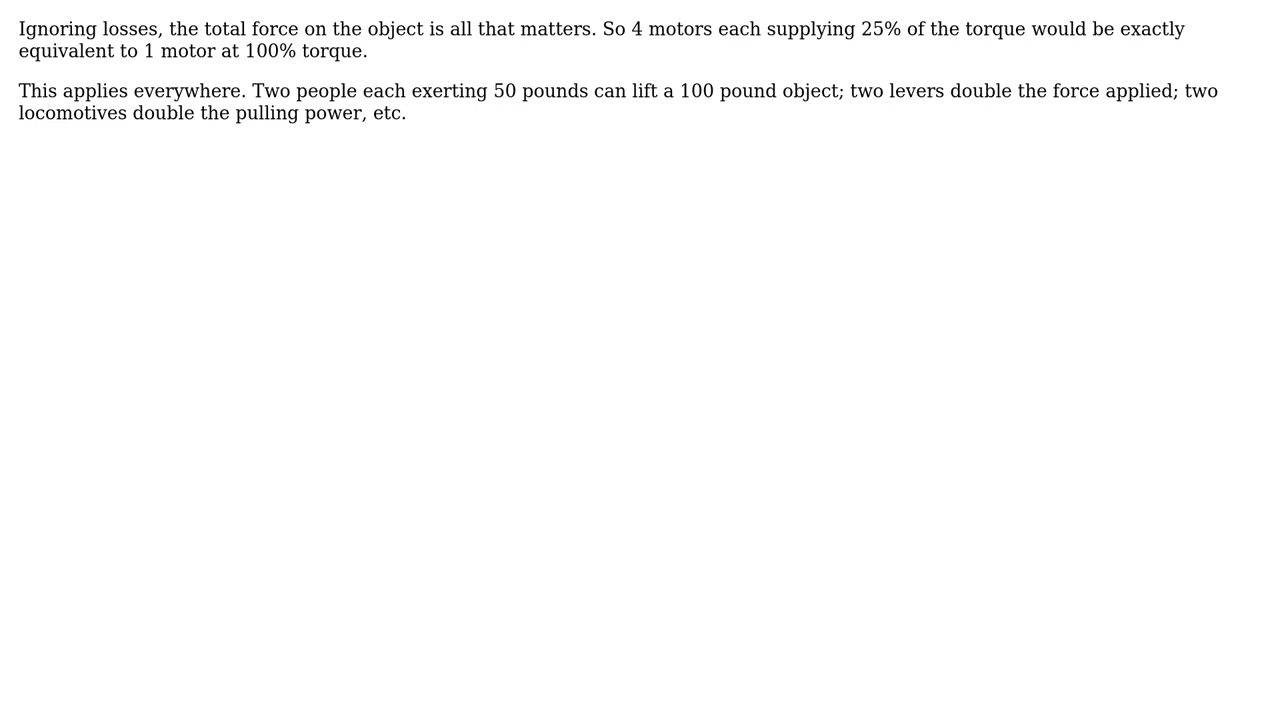 Ignoring losses, the total force on the object is all that matters. So 4 motors each supplying 25% of the torque would be exactly
equivalent to 1 motor at 100% torque.
This applies everywhere. Two people each exerting 50 pounds can lift a 100 pound object; two levers double the force applied; two
locomotives double the pulling power, etc.